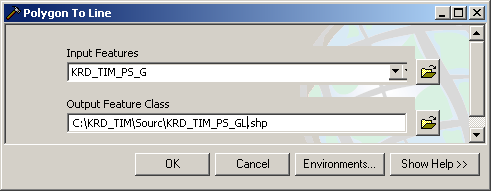 Polygon To Line
Input Features
KRD_TIM_PS_G
Output Feature Class
C:\KRD_TIM\Sourc\KRD_TIM_PS_GL.shp
OK
Cancel
Environments...
Show Help >>